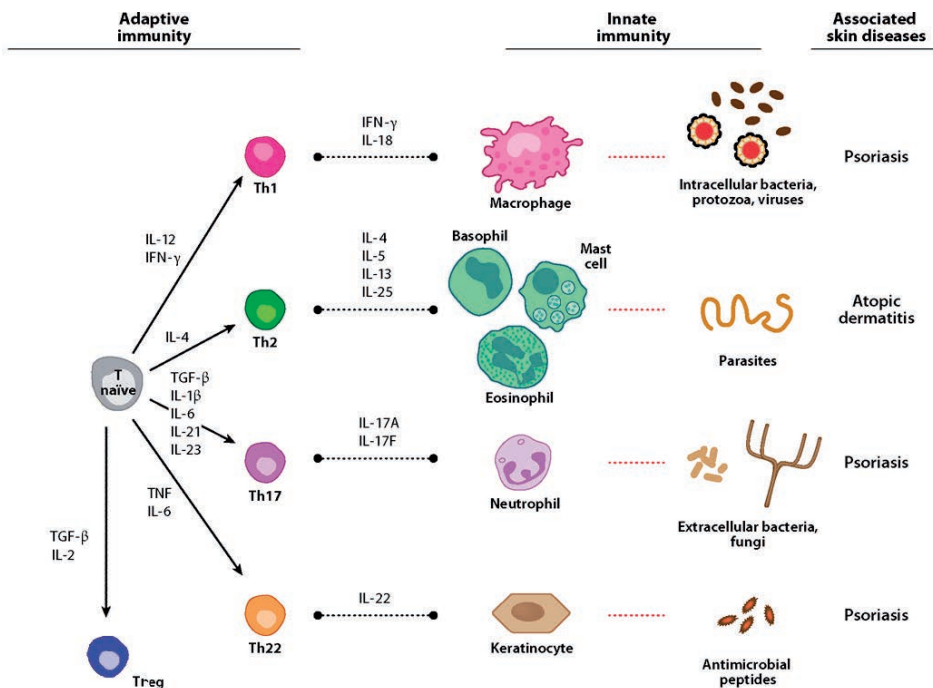 Adaptive
immunity
Innate
immunity
Associated
skin diseases
IFN-γ
IL-18
Th1
Macrophage
Intracellular bacteria,
protozoa, viruses
Psoriasis
IL-12
IFN-γ
IL-4
IL-5
IL-13
IL-25
Basophil
Mast
cell
Th2
Eosinophil
Parasites
Atopic
dermatitis
IL-4
T
naïve
TGF-β
IL-1β
IL-6
IL-21
IL-23
IL-17A
IL-17F
Th17
Neutrophil
Extracellular bacteria,
fungi
Psoriasis
TNF
IL-6
TGF-β
IL-2
IL-22
Th22
Keratinocyte
Antimicrobial
peptides
Psoriasis
Treg